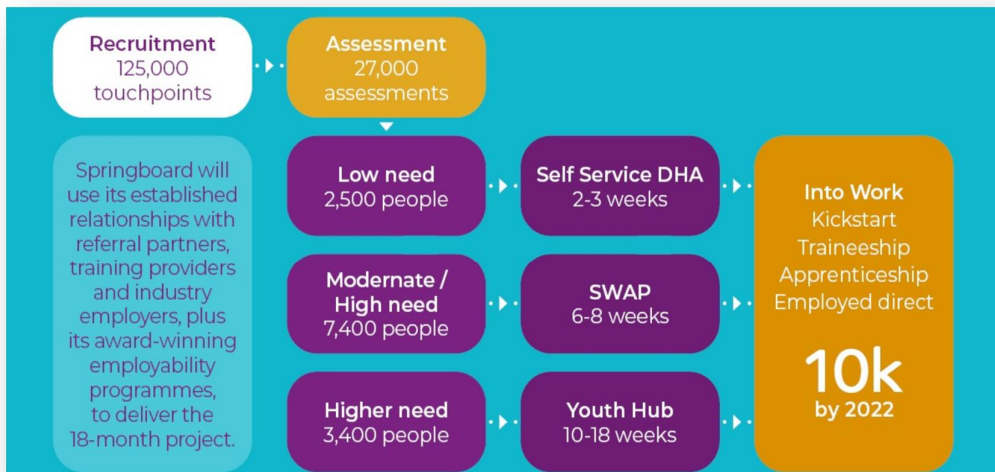 Recruitment
125,000
touchpoints
Assessment
27,000
assessments
Springboard will
use its established
relationships with
referral partners,
training providers
and industry
employers, plus
its award-winning
employability
programmes,
to deliver the
18-month project.
Low need
2,500 people
Self Service DHA
2-3 weeks
Modernate /
High need
7,400 people
SWAP
6-8 weeks
Higher need
3,400 people
Youth Hub
10-18 weeks
Into Work
Kickstart
Traineeship
Apprenticeship
Employed direct
10k
by 2022